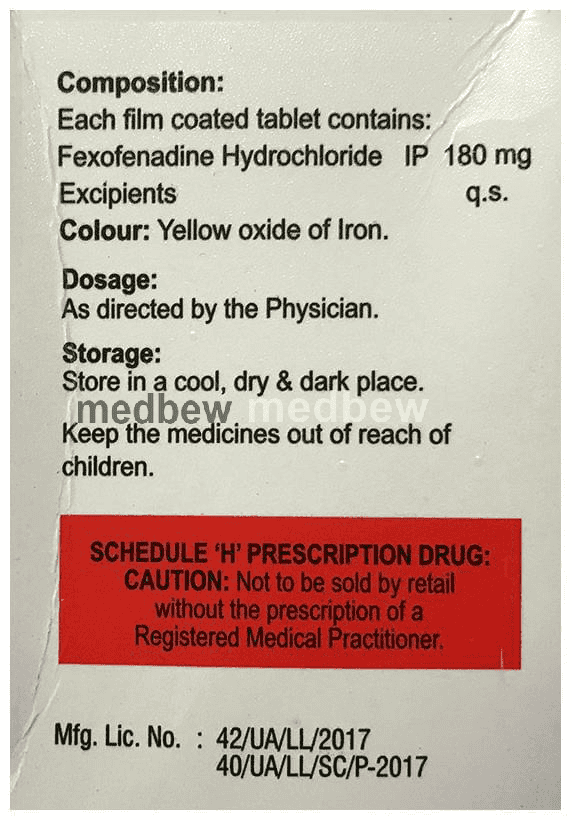 Composition:
Each film coated tablet contains:
Fexofenadine Hydrochloride IP 180 mg
Excipients q.s.
Colour: Yellow oxide of Iron.
Dosage:
As directed by the Physician.
Storage:
Store in a cool, dry & dark place.
medbew medbew
Keep the medicines out of reach of
children.
SCHEDULE 'H' PRESCRIPTION DRUG:
CAUTION: Not to be sold by retail
without the prescription of a
Registered Medical Practitioner.
Mfg. Lic. No. : 42/UA/LL/2017
40/UA/LL/SC/P-2017